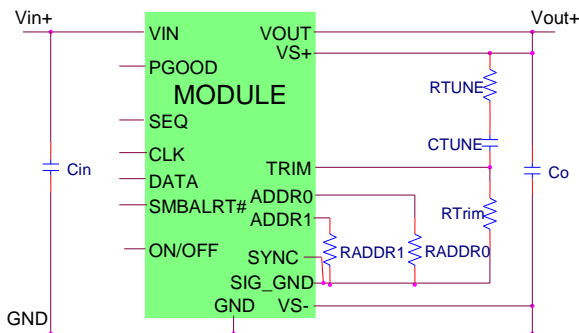 Vin+
Vout+
VIN
VOUT
VS+
PGOOD
RTUNE
MODULE
SEQ
CTUNE
CLK
TRIM
Cin
Co
DATA
ADDR0
SMBALRT#
ADDR1
RTrim
ON/OFF
RADDR1
RADDR0
SYNC
SIG_GND
GND
GND
VS-